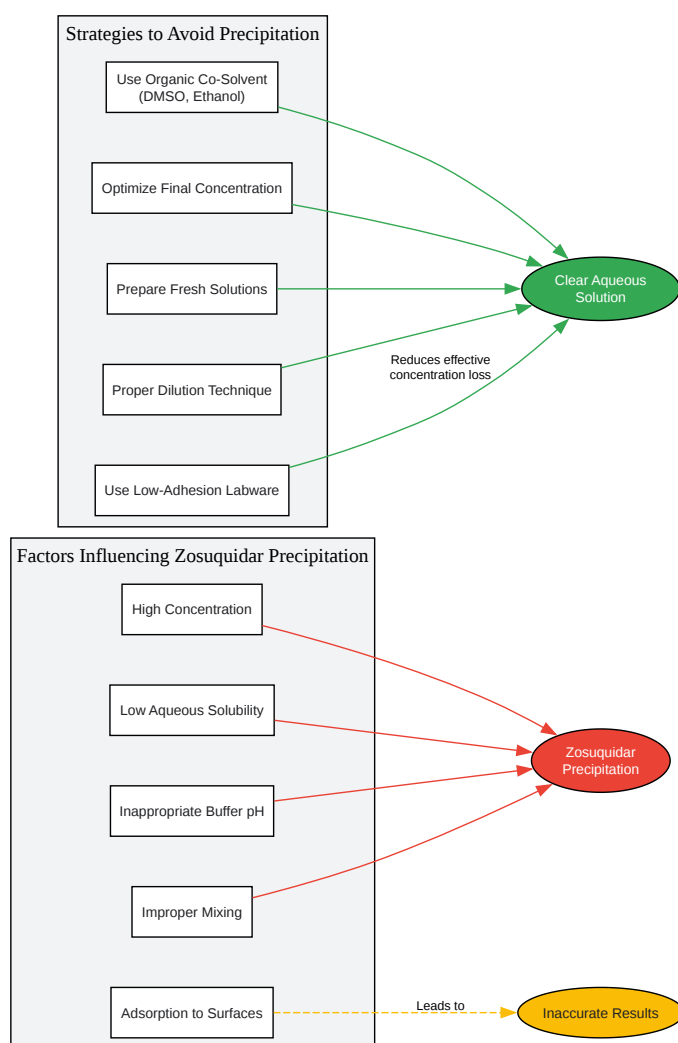 Strategies to Avoid Precipitation
Use Organic Co-Solvent
(DMSO, Ethanol)
Optimize Final Concentration
Prepare Fresh Solutions
Clear Aqueous
Solution
Reduces effective
concentration loss
Proper Dilution Technique
Use Low-Adhesion Labware
Factors Influencing Zosuquidar Precipitation
High Concentration
Low Aqueous Solubility
Zosuquidar
Precipitation
Inappropriate Buffer pH
Improper Mixing
Adsorption to Surfaces
Leads to
Inaccurate Results